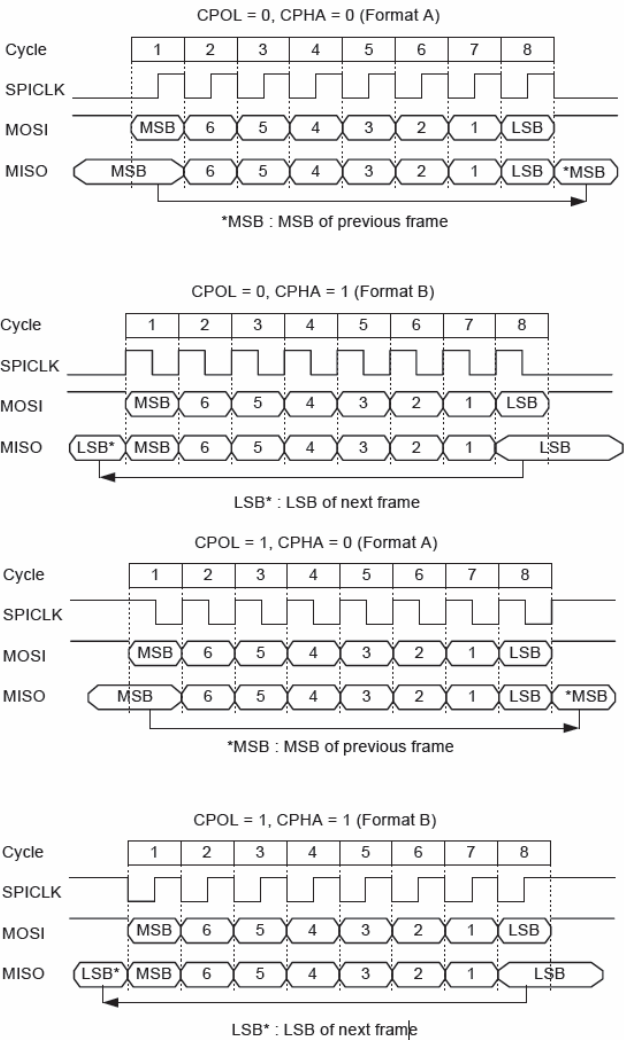 CPOL = 0, CPHA = 0 (Format A)
Cycle 1 2 3 4 5 6 7 8
SPICLK
MOSI MSB 6 5 4 3 2 1 LSB
MISO MSB 6 5 4 3 2 1 LSB *MSB
*MSB : MSB of previous frame
CPOL = 0, CPHA = 1 (Format B)
Cycle 1 2 3 4 5 6 7 8
SPICLK
MOSI MSB 6 5 4 3 2 1 LSB
MISO LSB* MSB 6 5 4 3 2 1 LSB
LSB* : LSB of next frame
CPOL = 1, CPHA = 0 (Format A)
Cycle 1 2 3 4 5 6 7 8
SPICLK
MOSI MSB 6 5 4 3 2 1 LSB
MISO MSB 6 5 4 3 2 1 LSB *MSB
*MSB : MSB of previous frame
CPOL = 1, CPHA = 1 (Format B)
Cycle 1 2 3 4 5 6 7 8
SPICLK
MOSI MSB 6 5 4 3 2 1 LSB
MISO LSB* MSB 6 5 4 3 2 1 LSB
LSB* : LSB of next frame